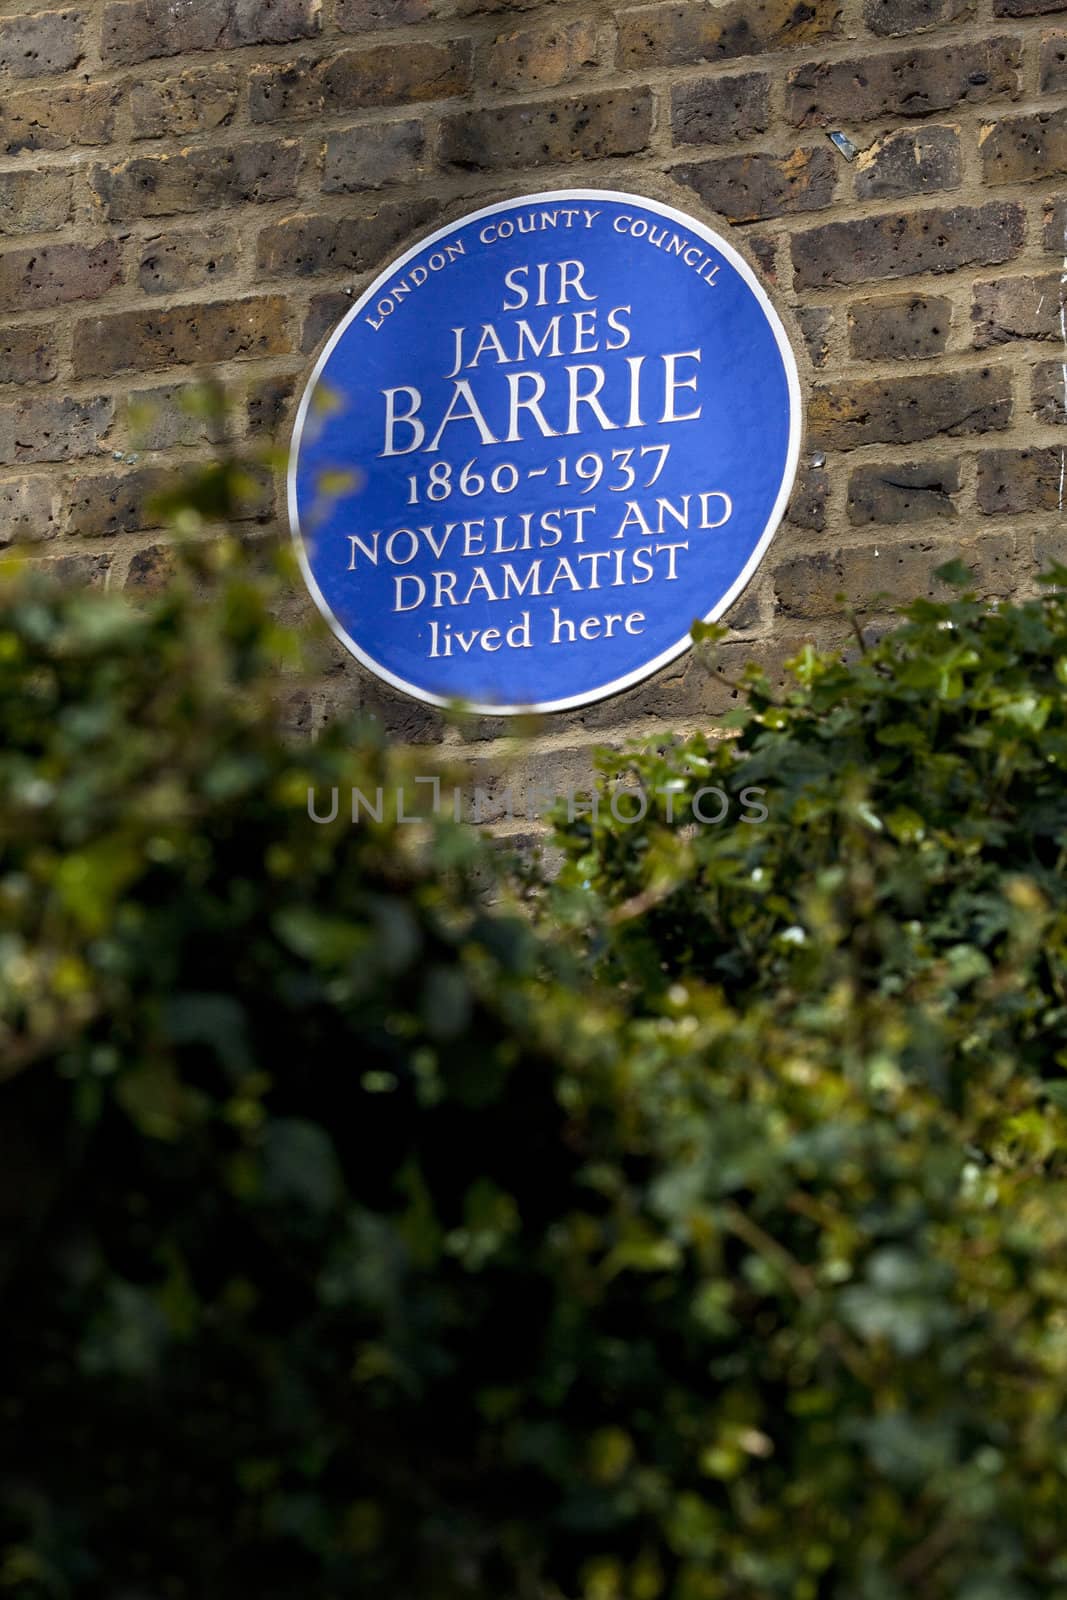 LONDON COUNTY COUNCIL
SIR
JAMES
BARRIE
1860-1937
NOVELIST AND
DRAMATIST
lived here
UNLIMPHOTOS